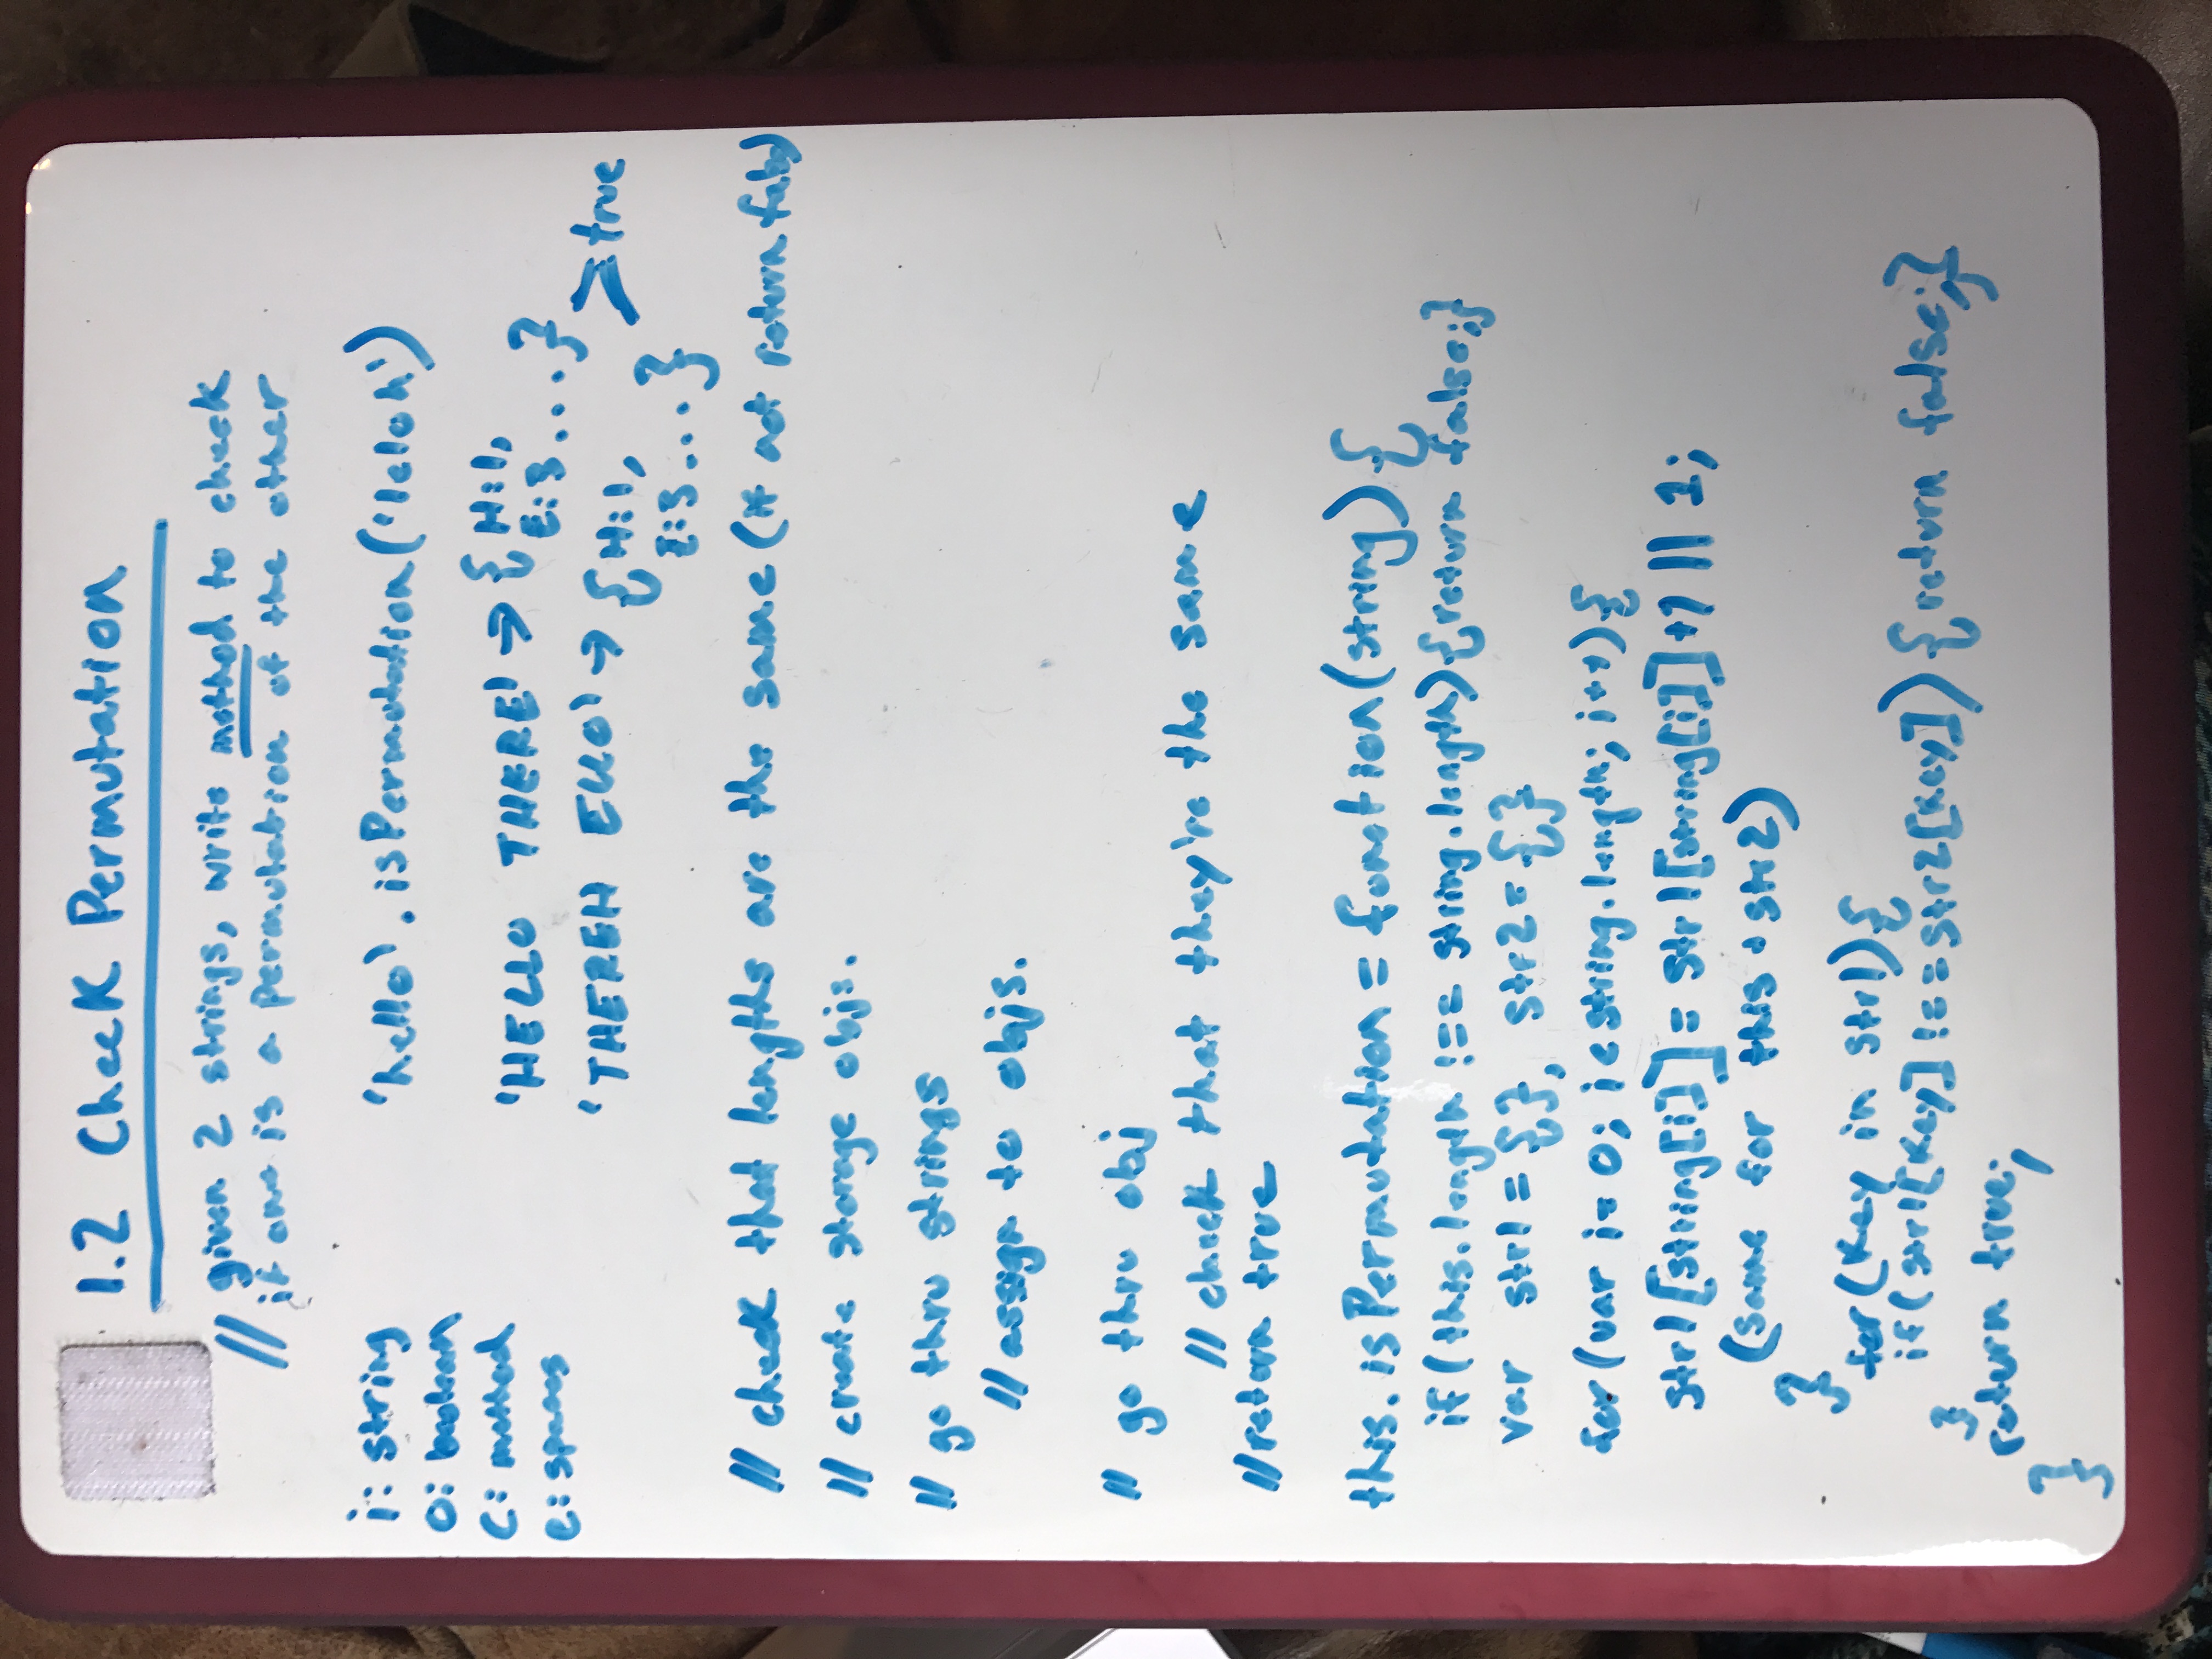 1.2 Check Permutation
// given 2 strings, write method to check
if one is a permutation of the other
i: string
o: boolean
C: method
e: spaces
'hello'. isPermutation('leloh')
'HELLO THERE' → { H:1,
E:3 ... }
'THEREH ELLO' → { H:1,
E:3 ... }
> true
// check that lengths are the same (if not return false)
// create storage objs.
// go thru strings
// assign to objs.
// go thru obj
// check that they're the same
// return true
this. isPermutation = function(string) {
if (this.length !== string.length) {return false;}
var str1 = {}, str2 = {}
for (var i= 0; i < string.length; i++) {
str1[string[i]] = str1[string[i]] +1 || 1;
(same for this + str2)
}
for (key in str1) {
if (str1[key] !== str2[key]) {return false;}
}
return true;
}